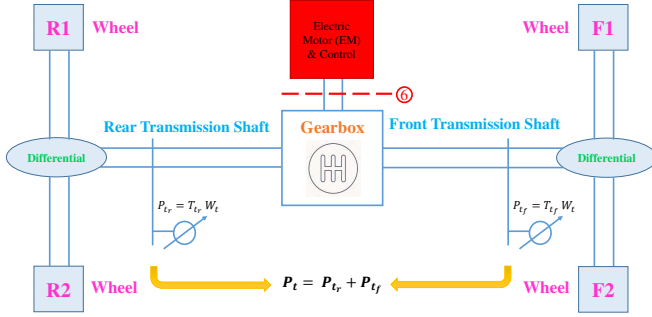 R1
Wheel
Electric
Motor (EM)
& Control
Wheel
F1
6
Rear Transmission Shaft
Gearbox
Front Transmission Shaft
Differential
Differential
P_{t_r} = T_{t_r} W_t
P_{t_f} = T_{t_f} W_t
R2
Wheel
P_t = P_{t_r} + P_{t_f}
Wheel
F2